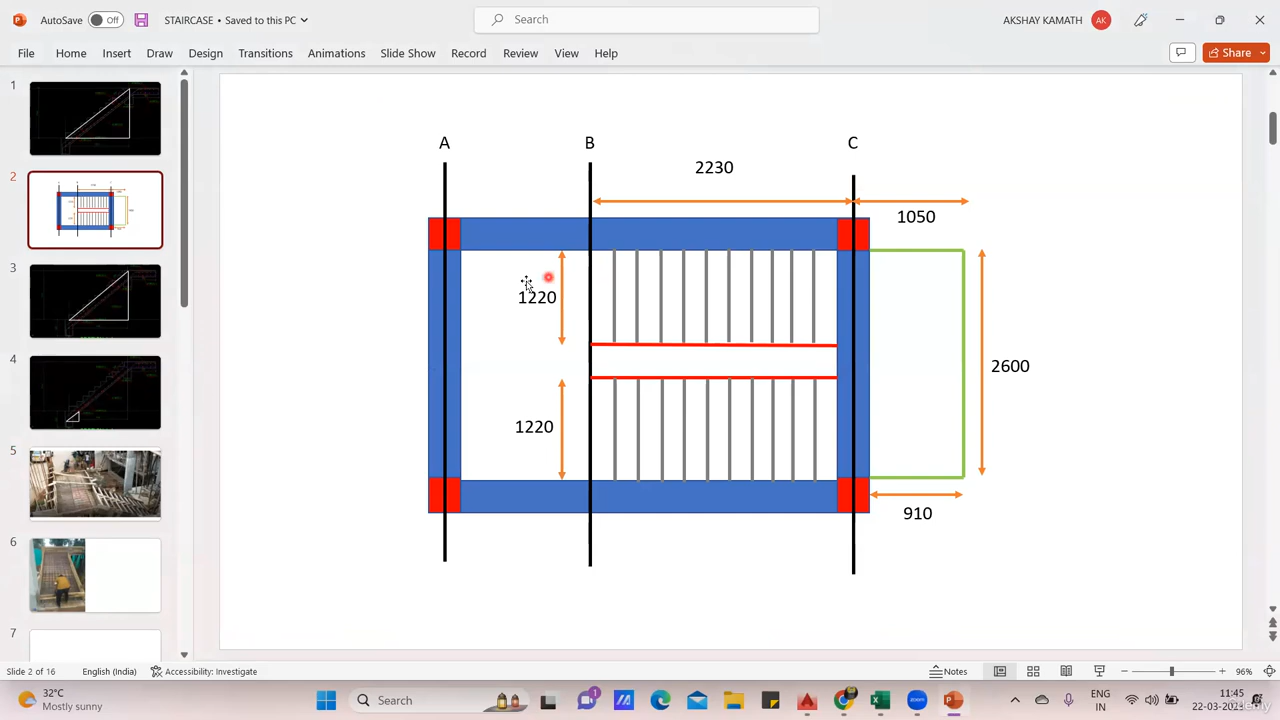 AutoSave Off STAIRCASE • Saved to this PC Search AKSHAY KAMATH AK
File Home Insert Draw Design Transitions Animations Slide Show Record Review View Help Share
1
2
3
4
5
6
7
A B C
2230
1050
1220
2600
1220
910
Slide 2 of 16 English (India) Accessibility: Investigate Notes 96%
32°C
Mostly sunny
Search
1
zoom
ENG
IN
11:45
22-03-2023